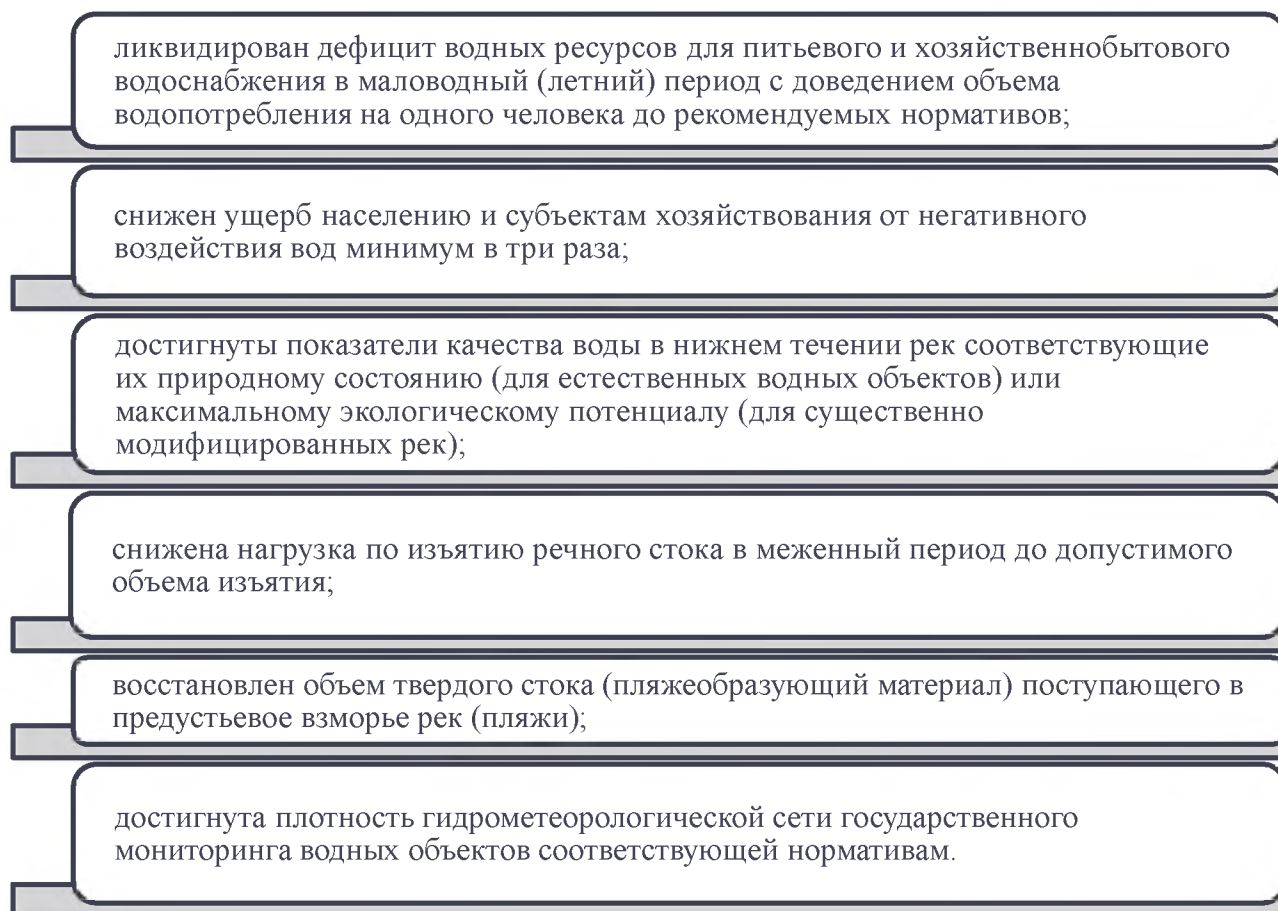 ликвидирован дефицит водных ресурсов для питьевого и хозяйственнобытового
водоснабжения в маловодный (летний) период с доведением объема
водопотребления на одного человека до рекомендуемых нормативов;
снижен ущерб населению и субъектам хозяйствования от негативного
воздействия вод минимум в три раза;
достигнуты показатели качества воды в нижнем течении рек соответствующие
их природному состоянию (для естественных водных объектов) или
максимальному экологическому потенциалу (для существенно
модифицированных рек);
снижена нагрузка по изъятию речного стока в меженный период до допустимого
объема изъятия;
восстановлен объем твердого стока (пляжеобразующий материал) поступающего в
предустьевое взморье рек (пляжи);
достигнута плотность гидрометеорологической сети государственного
мониторинга водных объектов соответствующей нормативам.